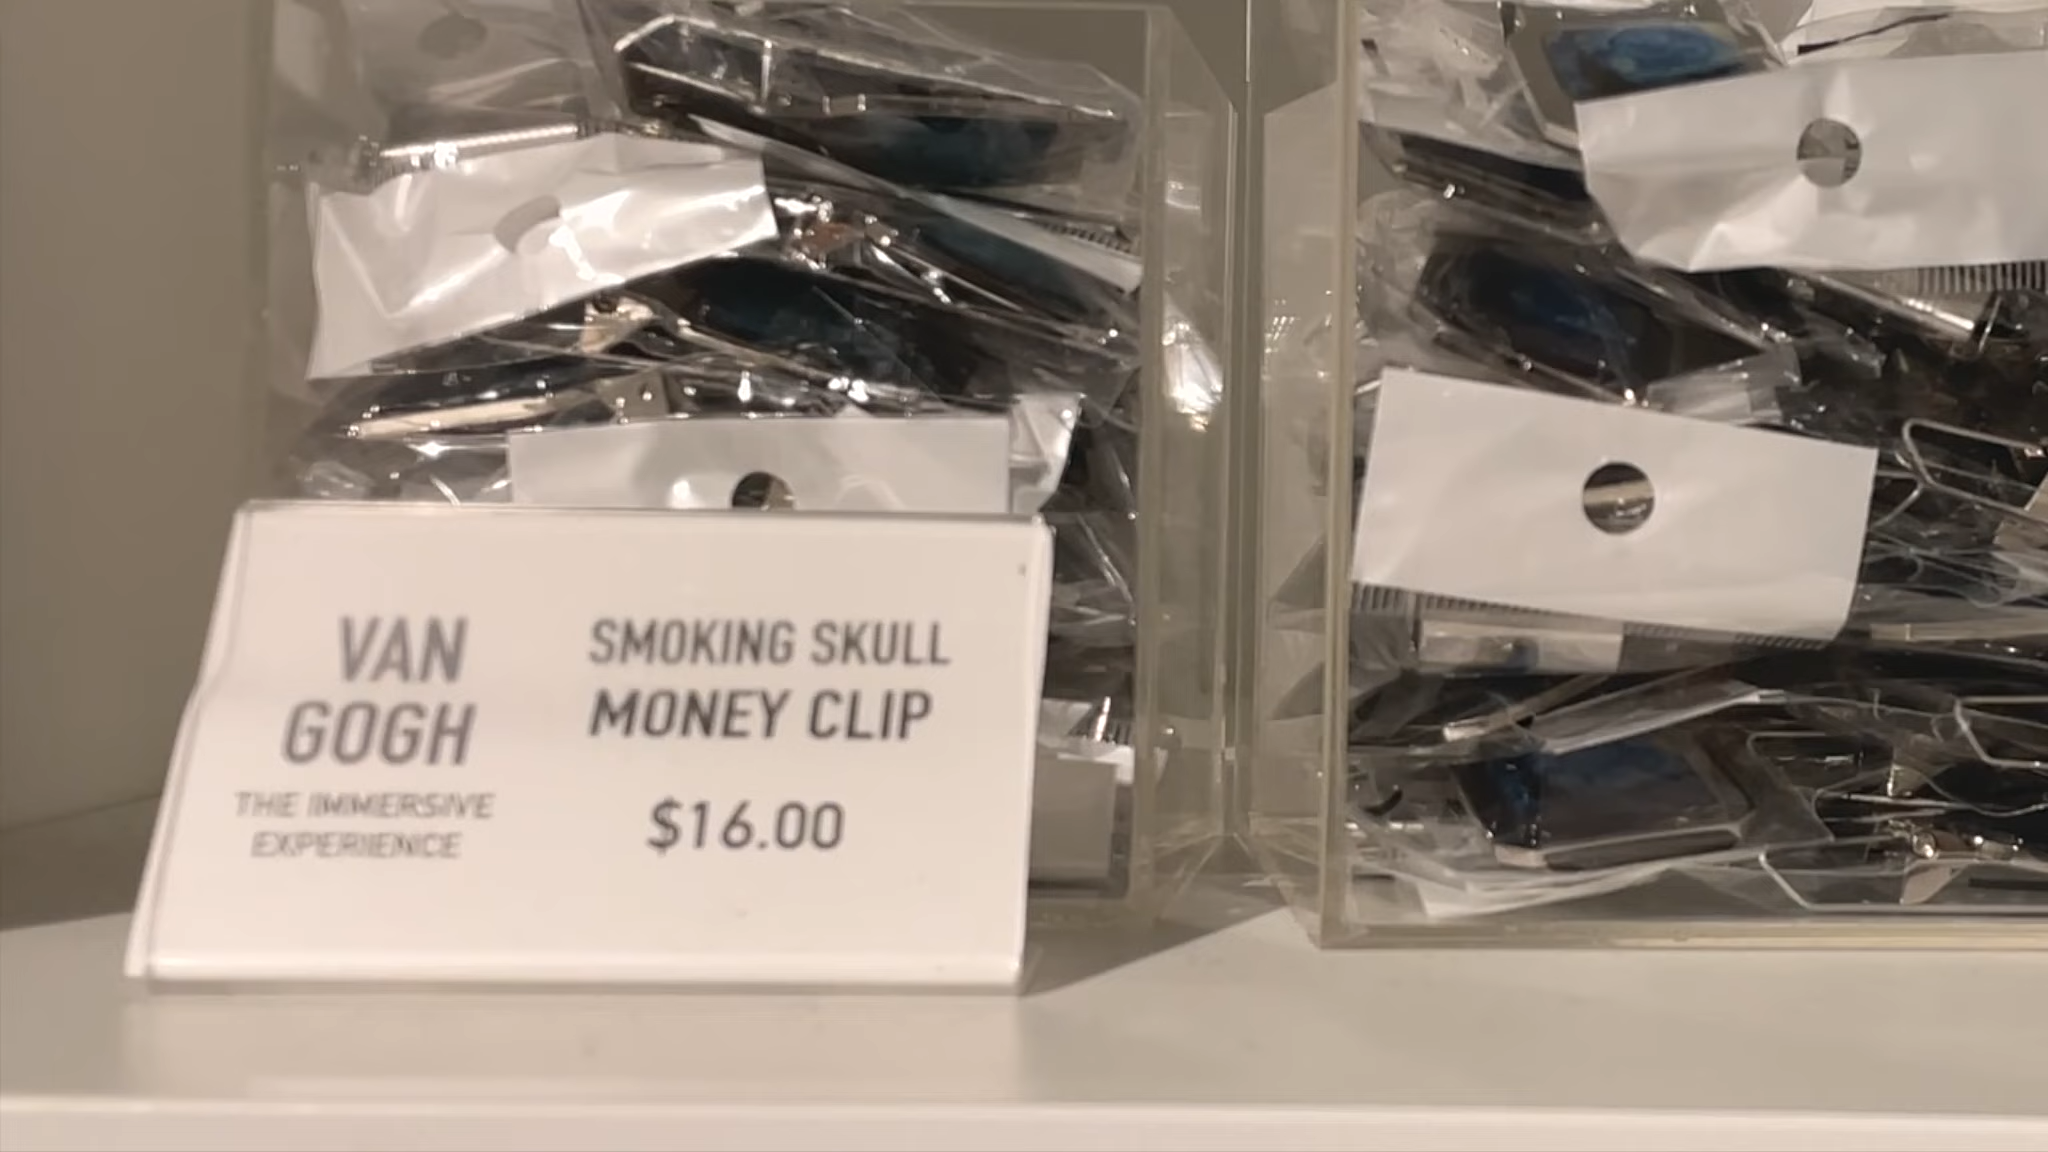 VAN
GOGH
THE IMMERSIVE
EXPERIENCE
SMOKING SKULL
MONEY CLIP
$16.00